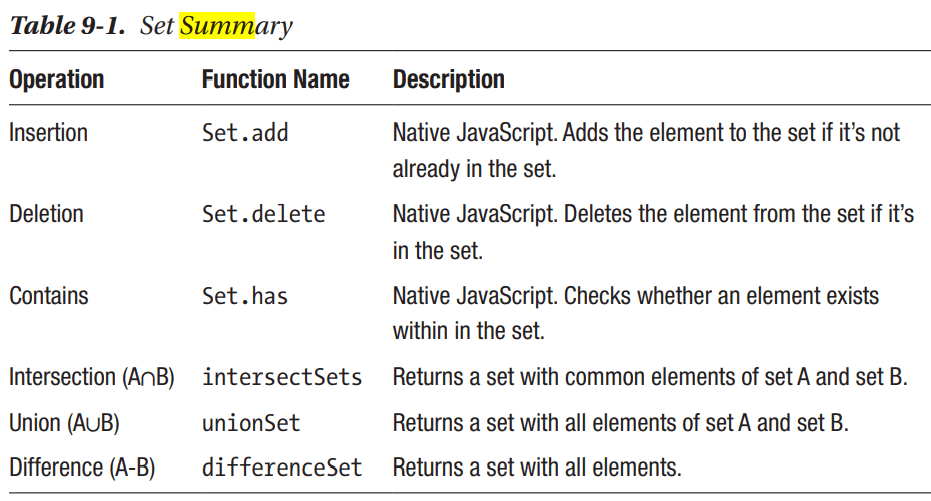 Table 9-1. Set Summary
Operation Function Name Description
Insertion Set.add Native JavaScript. Adds the element to the set if it’s not
already in the set.
Deletion Set.delete Native JavaScript. Deletes the element from the set if it’s
in the set.
Contains Set.has Native JavaScript. Checks whether an element exists
within in the set.
Intersection (A∩B) intersectSets Returns a set with common elements of set A and set B.
Union (A∪B) unionSet Returns a set with all elements of set A and set B.
Difference (A-B) differenceSet Returns a set with all elements.